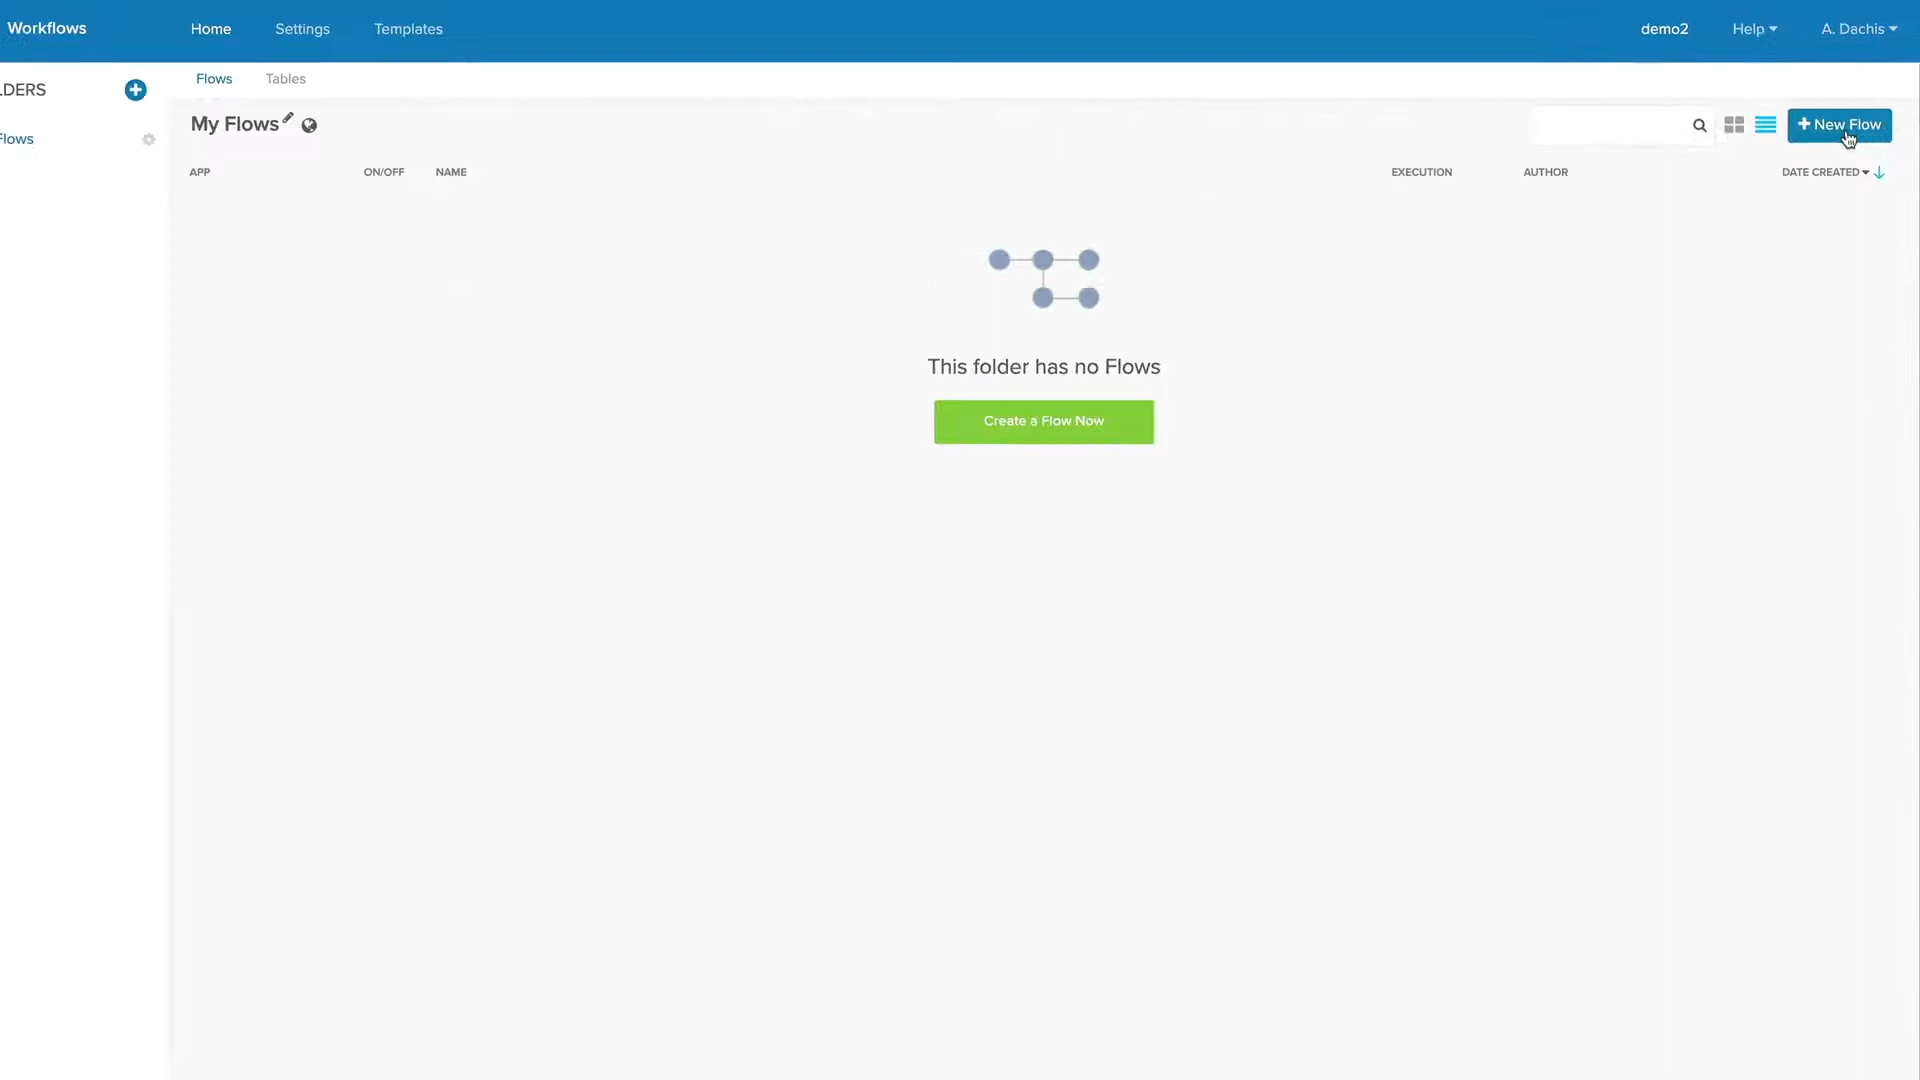 Workflows
Home
Settings
Templates
demo2
Help
A. Dachis
LDERS
Flows
Flows
Tables
My Flows
New Flow
APP
ON/OFF
NAME
EXECUTION
AUTHOR
DATE CREATED
This folder has no Flows
Create a Flow Now